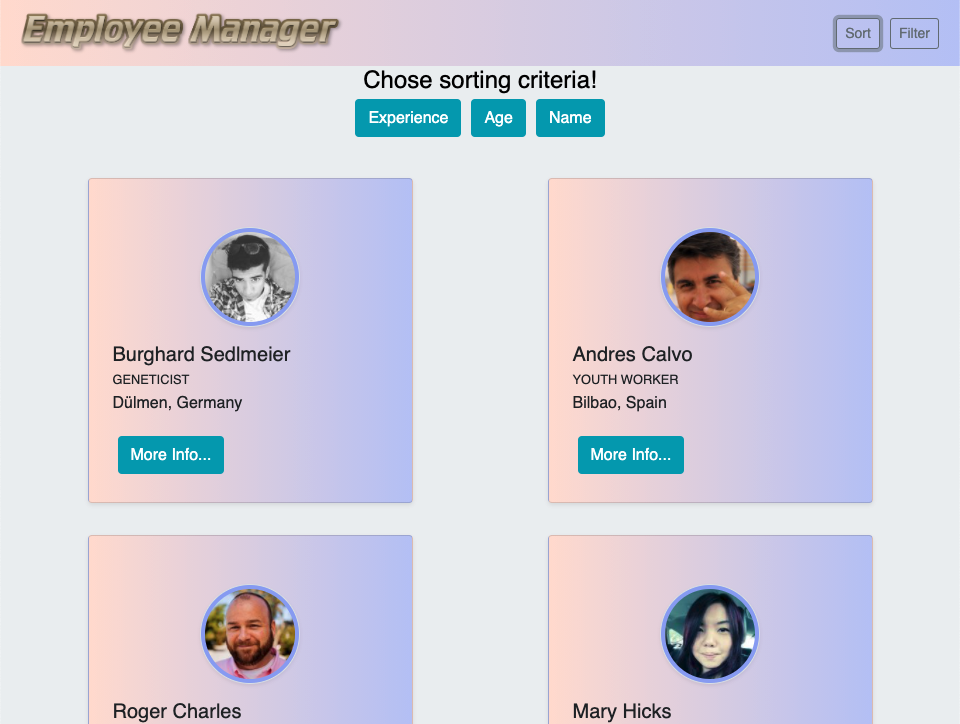 Employee Manager
Sort
Filter
Chose sorting criteria!
Experience
Age
Name
Burghard Sedlmeier
GENETICIST
Dülmen, Germany
More Info...
Andres Calvo
YOUTH WORKER
Bilbao, Spain
More Info...
Roger Charles
Mary Hicks